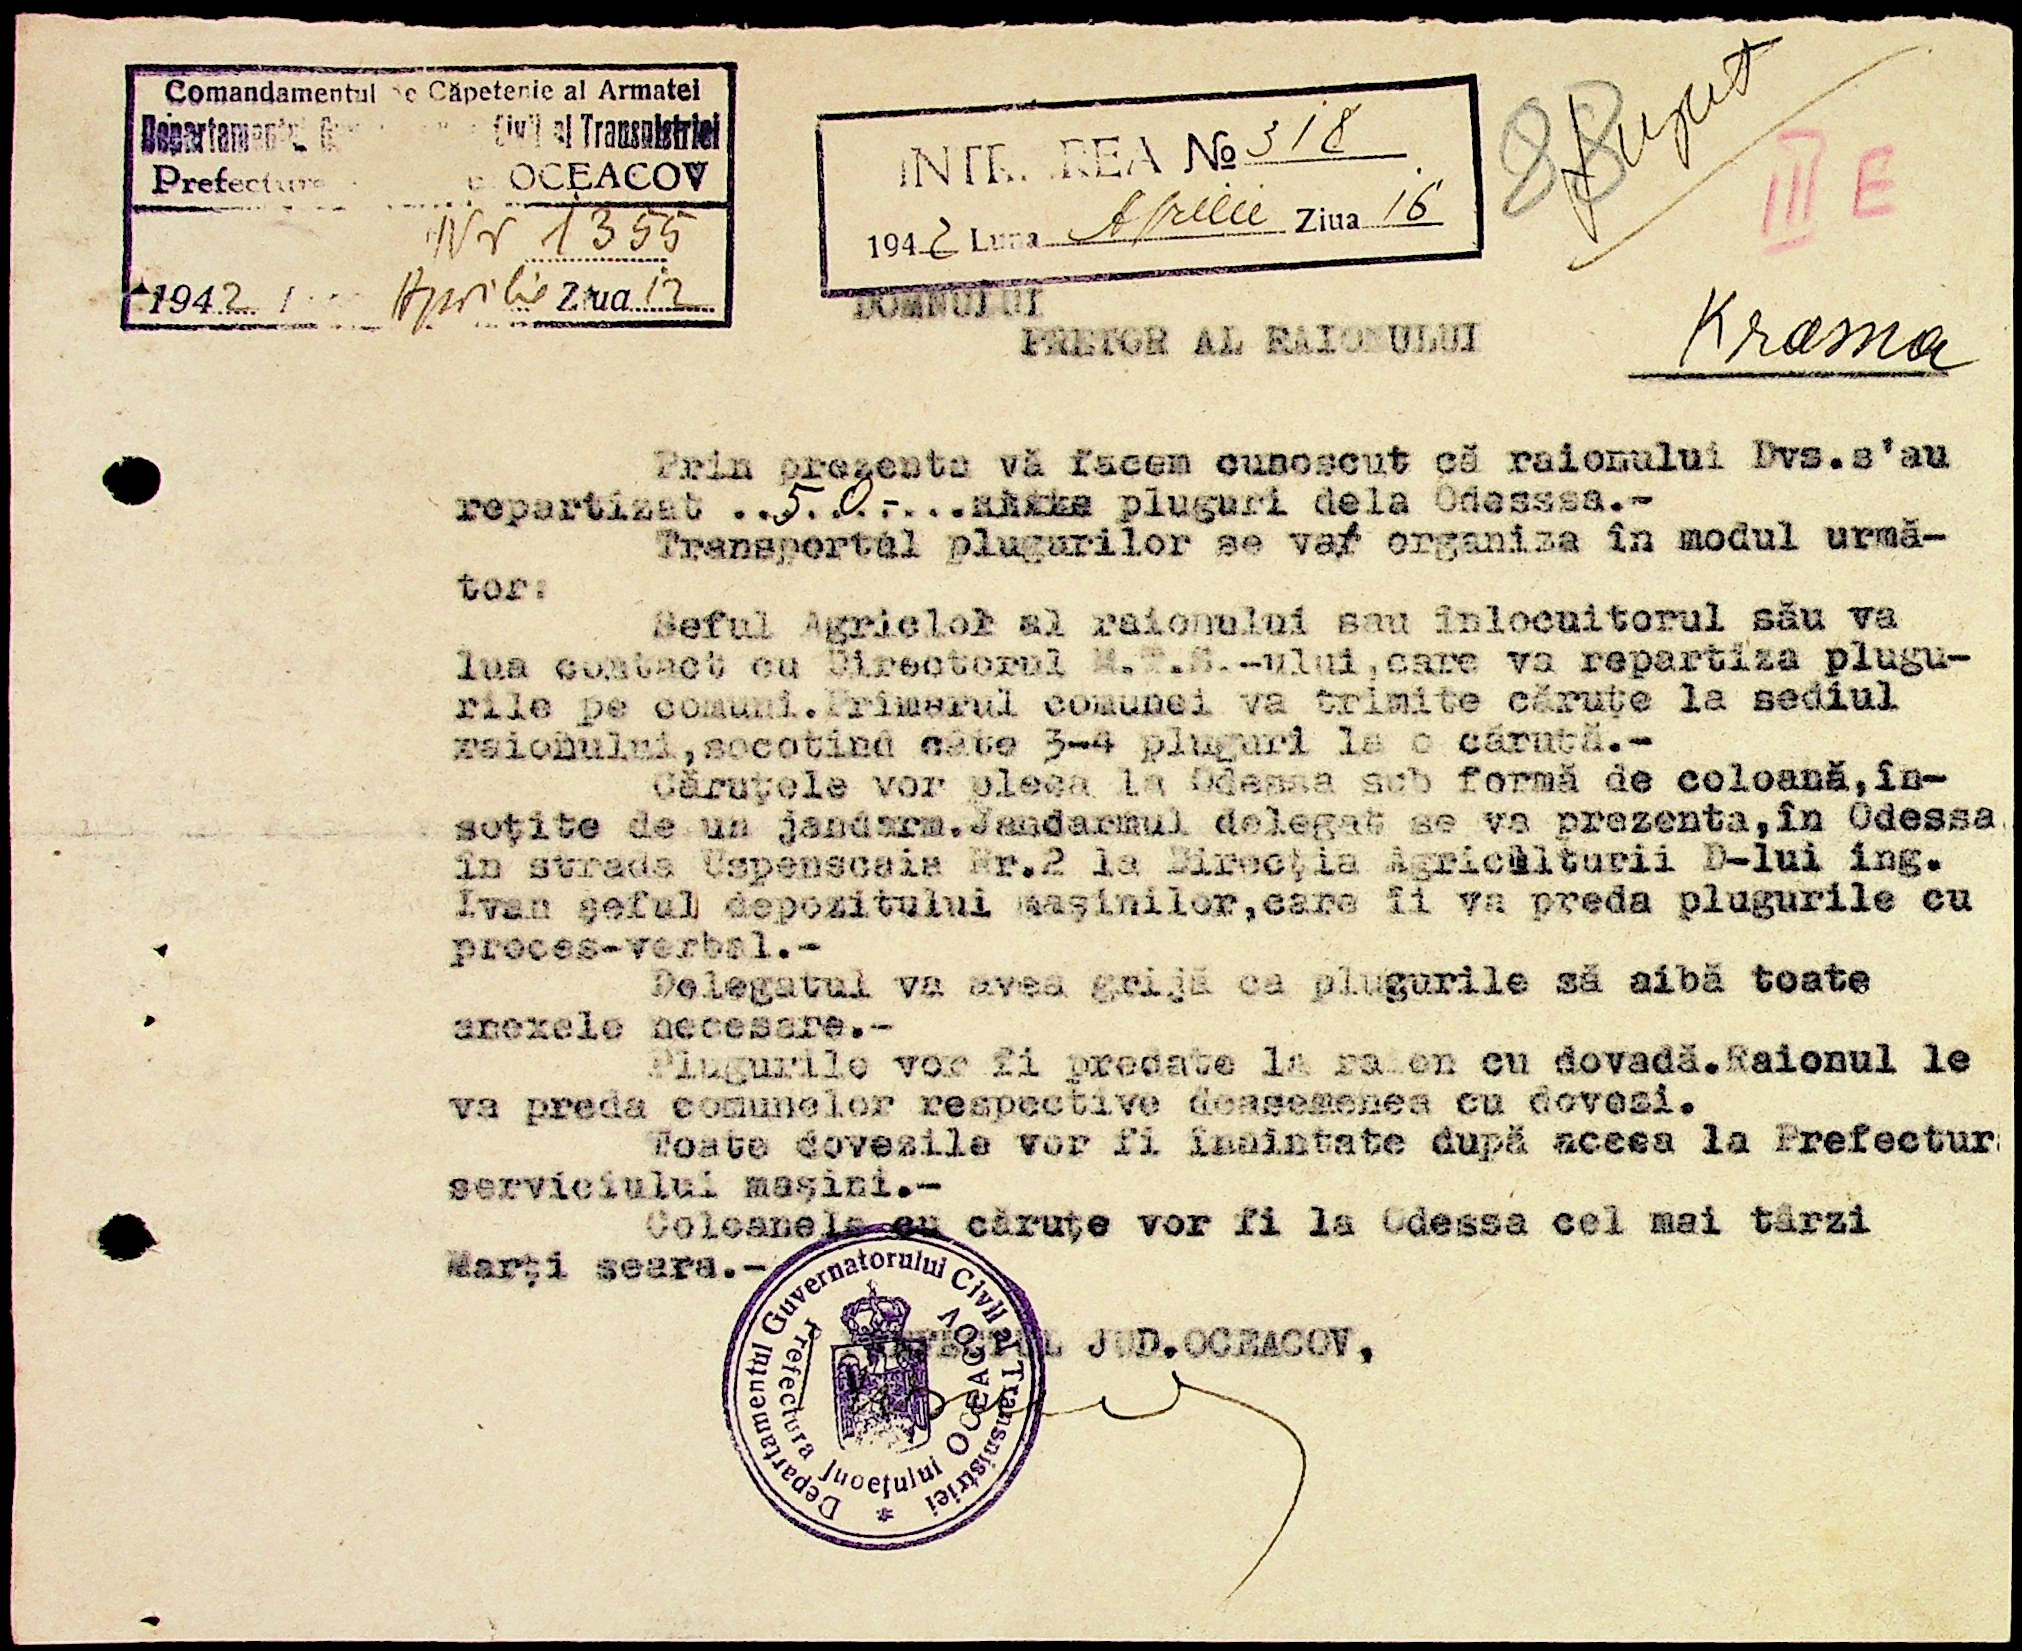 Comandamentul de Căpetenie al Armatei
Departamentul Civil al Transnistriei
Prefectura OCEACOV
Nr 1355
1942 Aprilie Ziua 12
INTRAREA № 318
1942 Luna Aprilie Ziua 16
88
III E
DOMNULUI
PRETOR AL RAIONULUI Krasna
Prin prezenta vă facem cunoscut că raionului Dvs.s'au
repartizat ..50-.... pluguri dela Odesssa.-
Transportul plugurilor se va organiza în modul urmă-
tor:
Seful Agricol al raionului sau înlocuitorul său va
lua contact cu Directorul M.T.S.-ului,care va repartiza plugu-
rile pe comuni.Primarul comunei va trimite căruțe la sediul
raionului,socotind câte 3-4 pluguri la o căruță.-
Căruțele vor pleca la Odessa sub formă de coloană,în-
soțite de un jandarm.Jandarmul delegat se va prezenta,în Odessa
în strada Uspenscaia Nr.2 la Direcția Agriculturii D-lui ing.
Ivan șeful depozitului mașinilor,care îi va preda plugurile cu
proces-verbal.-
Delegatul va avea grijă ca plugurile să aibă toate
anexele necesare.-
Plugurile vor fi predate la raion cu dovadă.Raionul le
va preda comunelor respective deasemenea cu dovezi.
Toate dovezile vor fi înaintate după aceea la Prefectur
serviciului mașini.-
Coloanele cu căruțe vor fi la Odessa cel mai târzi
Marți seara.-
PREFECTUL JUD.OCEACOV,
Departamentul Guvernatorului Civil al Transnistriei
Prefectura Județului OCEACOV